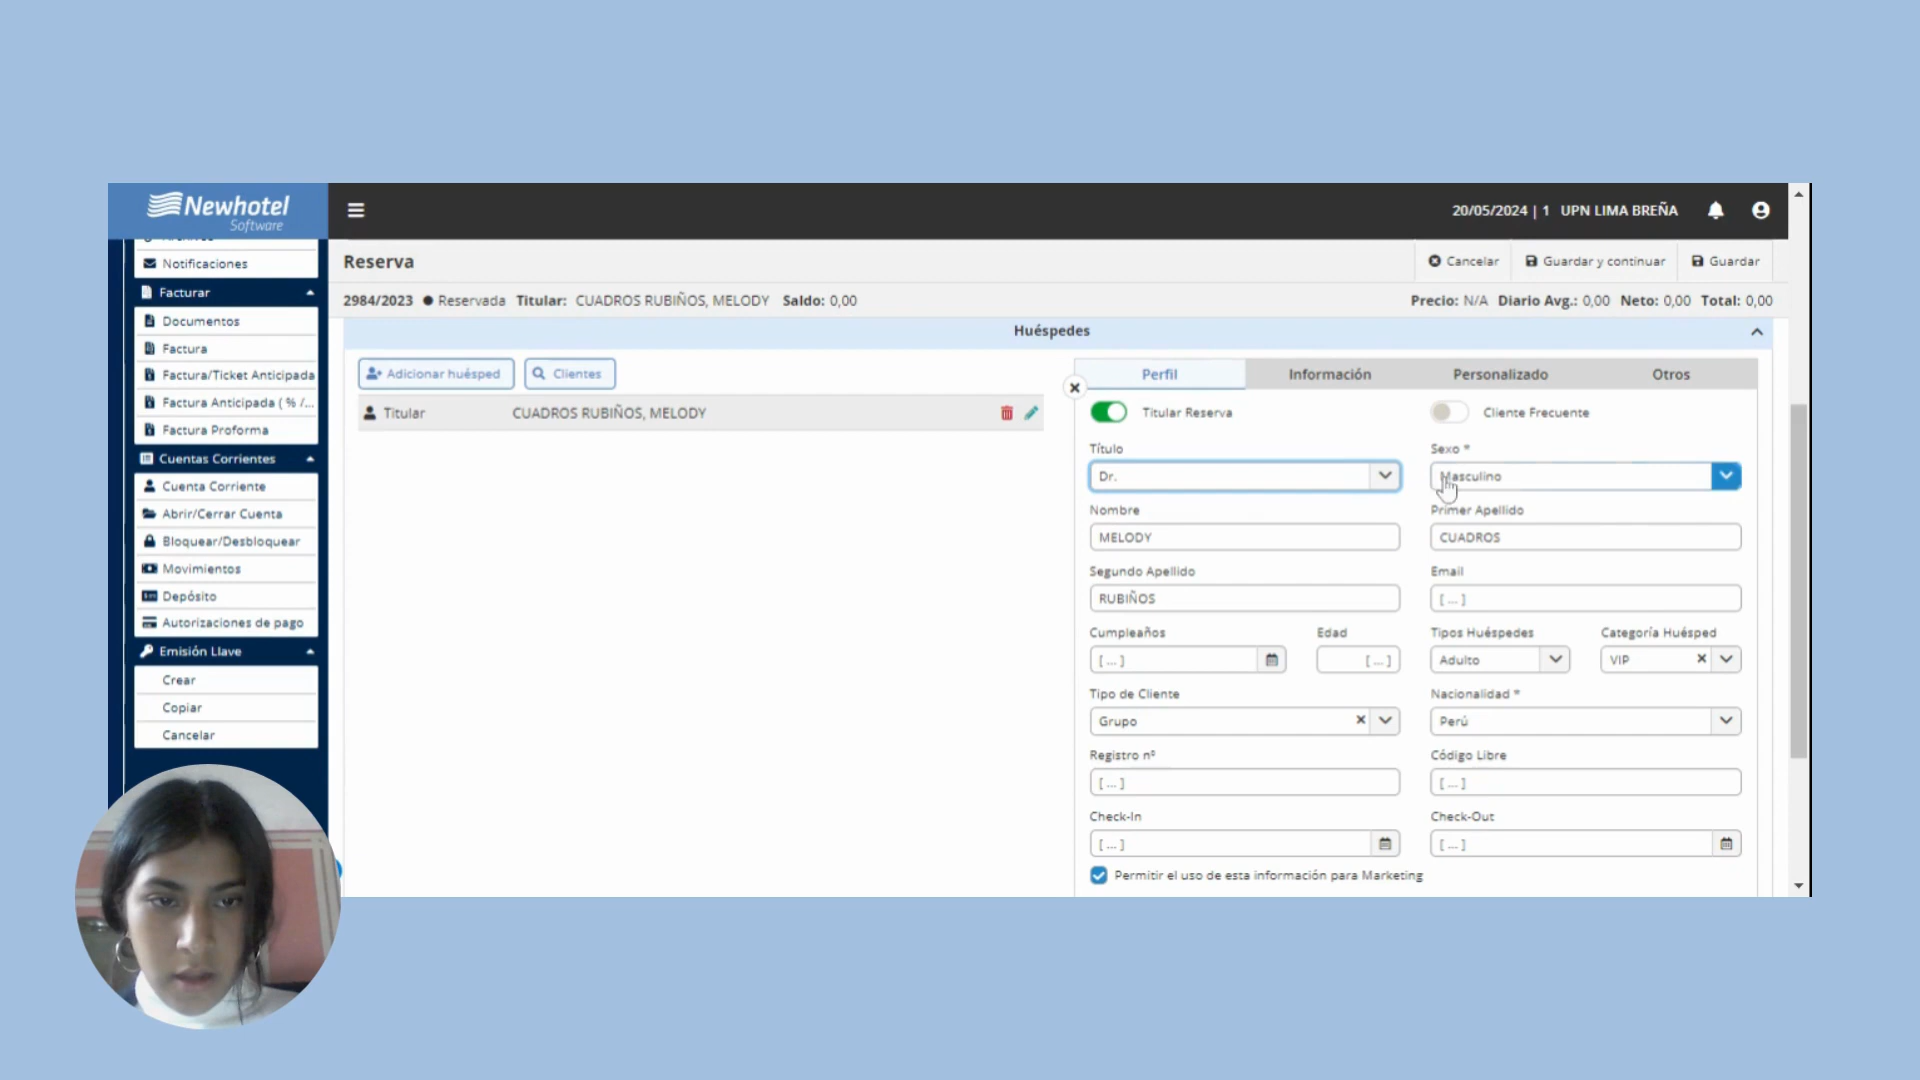 Newhotel
Software
20/05/2024 | 1 UPN LIMA BREÑA
Notificaciones
Facturar
Documentos
Factura
Factura/Ticket Anticipada
Factura Anticipada ( % /...
Factura Proforma
Cuentas Corrientes
Cuenta Corriente
Abrir/Cerrar Cuenta
Bloquear/Desbloquear
Movimientos
Depósito
Autorizaciones de pago
Emisión Llave
Crear
Copiar
Cancelar
Reserva
Cancelar Guardar y continuar Guardar
2984/2023 Reservada Titular: CUADROS RUBIÑOS, MELODY Saldo: 0,00
Precio: N/A Diario Avg.: 0,00 Neto: 0,00 Total: 0,00
Huéspedes
Adicionar huésped Clientes
Titular CUADROS RUBIÑOS, MELODY
Perfil Información Personalizado Otros
Titular Reserva Cliente Frecuente
Título Sexo *
Dr. Masculino
Nombre Primer Apellido
MELODY CUADROS
Segundo Apellido Email
RUBIÑOS [ ... ]
Cumpleaños Edad Tipos Huéspedes Categoría Huésped
[ ... ] [ ... ] Adulto VIP
Tipo de Cliente Nacionalidad *
Grupo Perú
Registro nº Código Libre
[ ... ] [ ... ]
Check-In Check-Out
[ ... ] [ ... ]
Permitir el uso de esta información para Marketing